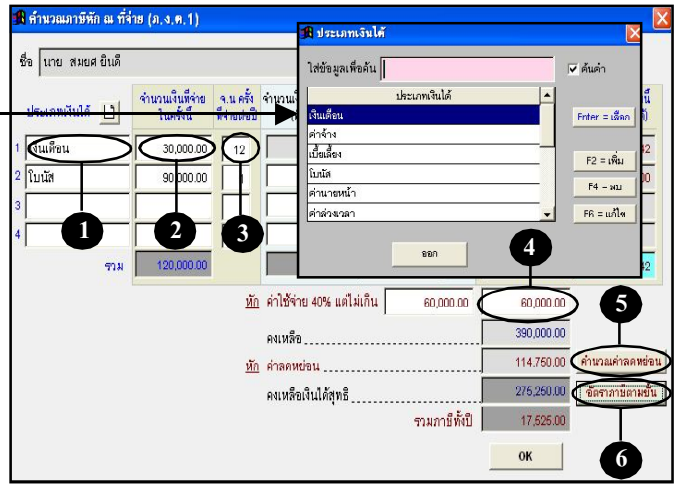 คำนวณภาษีหัก ณ ที่จ่าย (ภ.ง.ด.1)
ชื่อ นาย สมยศ ยินดี
ประเภทเงินได้
จำนวนเงินที่จ่าย
ในครั้งนี้
จ.น ครั้ง
ที่จ่ายต่อปี
1 เงินเดือน 30,000.00 12
2 โบนัส 90,000.00
3
4
รวม 120,000.00
ประเภทเงินได้
ใส่ข้อมูลเพื่อค้น
ค้นคำ
ประเภทเงินได้
เงินเดือน
ค่าจ้าง
เบี้ยเลี้ยง
โบนัส
ค่านายหน้า
ค่าล่วงเวลา
Enter = เลือก
F2 = เพิ่ม
F4 = ลบ
F6 = แก้ไข
ออก
42
00
62
หัก ค่าใช้จ่าย 40% แต่ไม่เกิน 60,000.00 60,000.00
คงเหลือ 390,000.00
หัก ค่าลดหย่อน 114,750.00 คำนวณค่าลดหย่อน
คงเหลือเงินได้สุทธิ 275,250.00 อัตราภาษีตามขั้น
รวมภาษีทั้งปี 17,525.00
OK
1
2
3
4
5
6